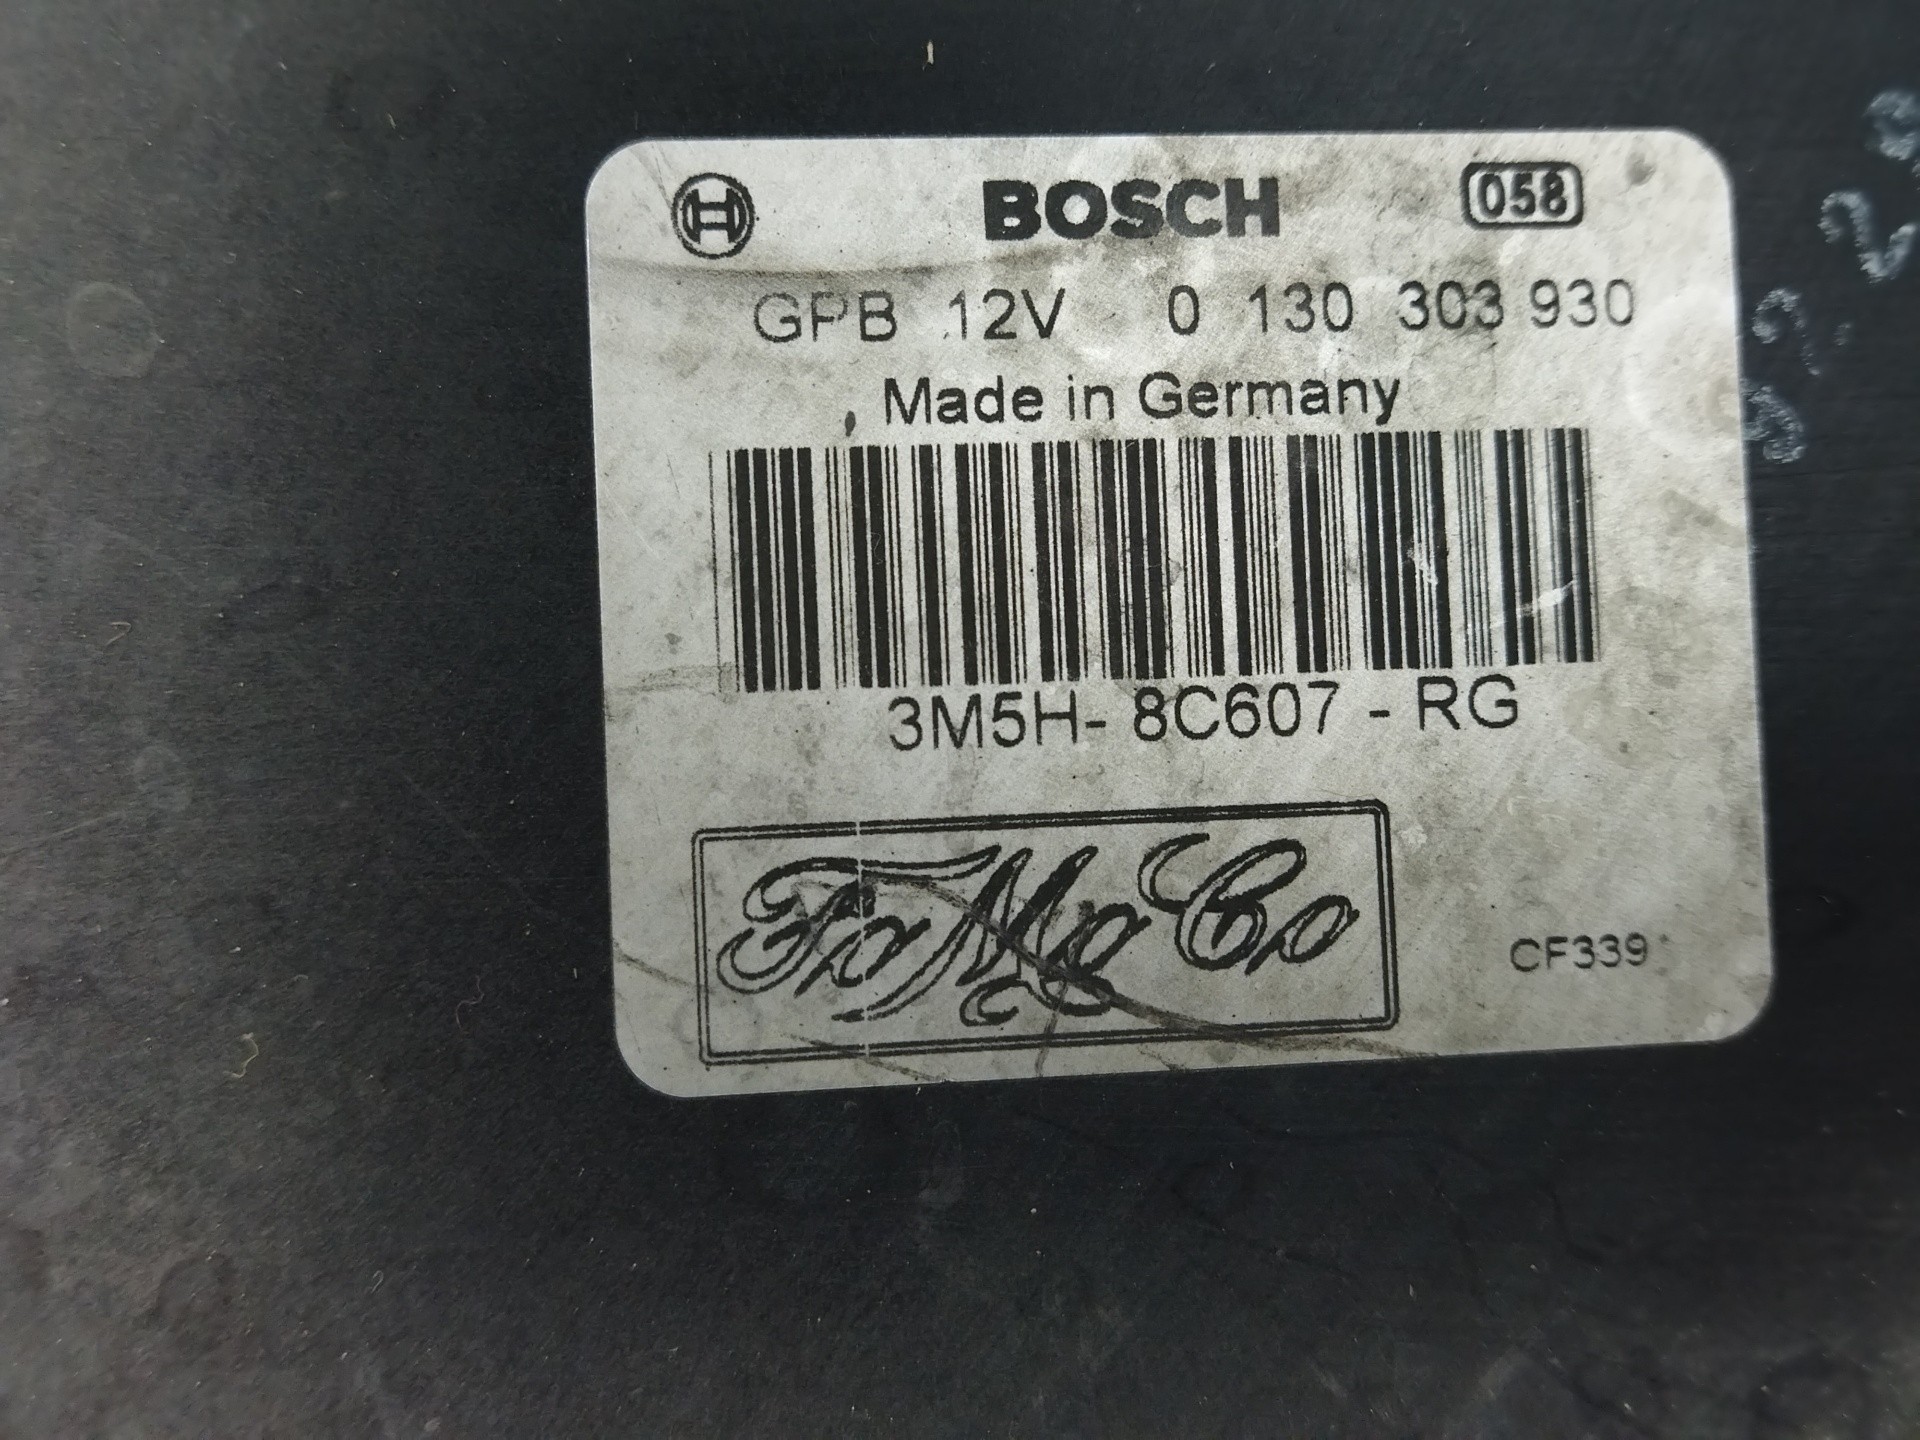 BOSCH 058
GPB 12V 0 130 303 930
Made in Germany
3M5H- 8C607 - RG
FoMoCo
CF339